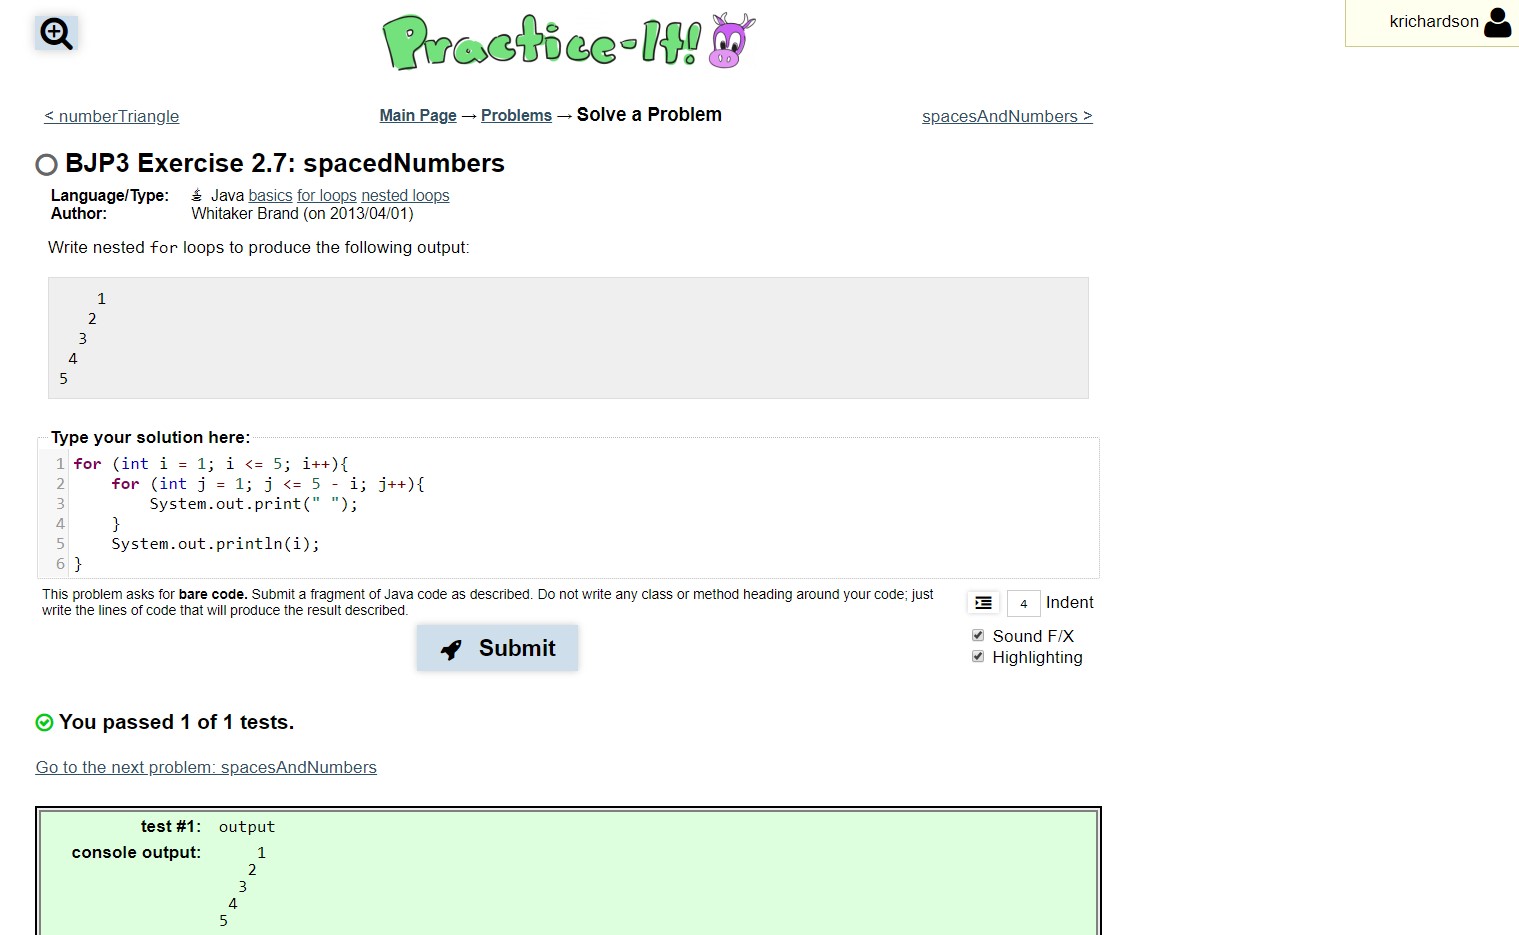 Practice-It!
krichardson
< numberTriangle
Main Page → Problems → Solve a Problem
spacesAndNumbers >
BJP3 Exercise 2.7: spacedNumbers
Language/Type: Java basics for loops nested loops
Author: Whitaker Brand (on 2013/04/01)
Write nested for loops to produce the following output:
    1
   2
  3
 4
5
Type your solution here:
1 for (int i = 1; i <= 5; i++){
2     for (int j = 1; j <= 5 - i; j++){
3         System.out.print(" ");
4     }
5     System.out.println(i);
6 }
This problem asks for bare code. Submit a fragment of Java code as described. Do not write any class or method heading around your code; just
write the lines of code that will produce the result described.
4 Indent
Sound F/X
Highlighting
Submit
You passed 1 of 1 tests.
Go to the next problem: spacesAndNumbers
test #1: output
console output:     1
   2
  3
 4
5